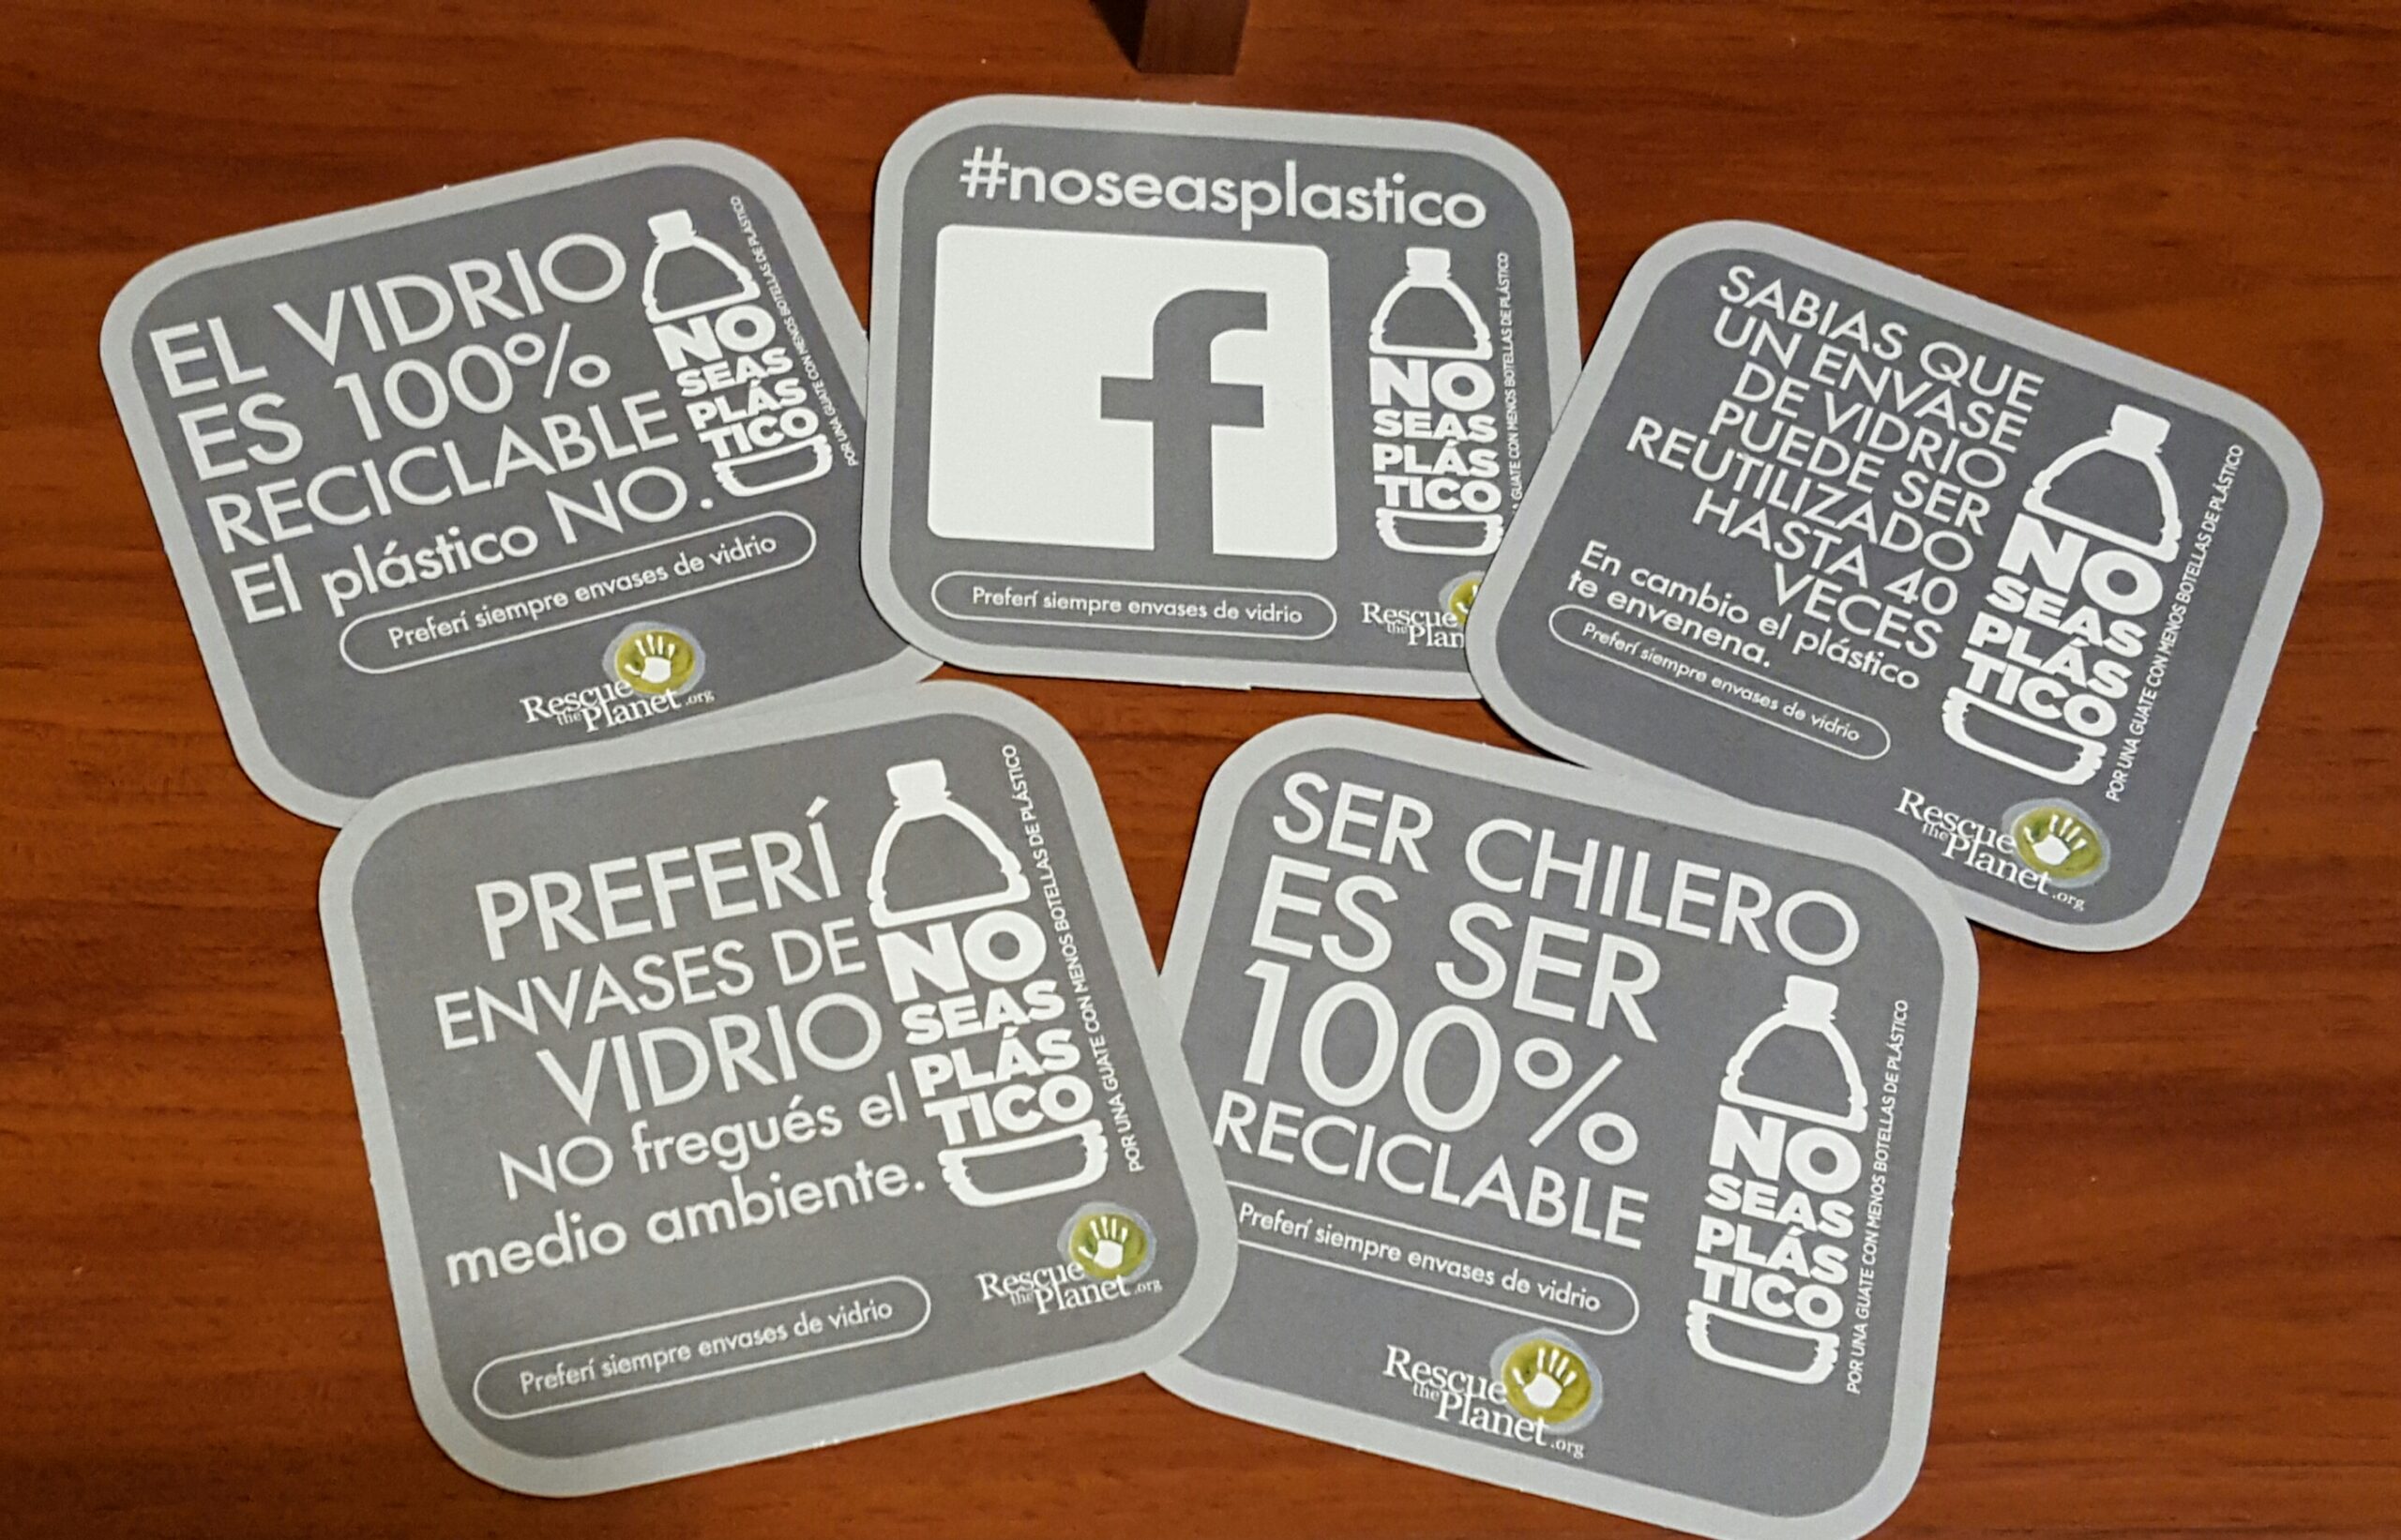 EL VIDRIO
ES 100%
RECICLABLE
El plástico NO.
Preferí siempre envases de vidrio
NO
SEAS
PLÁS
TICO
POR UNA GUATE CON MENOS BOTELLAS DE PLÁSTICO
Rescue
the Planet.org
#noseasplastico
f
NO
SEAS
PLÁS
TICO
GUATE CON MENOS BOTELLAS DE PLÁSTICO
Preferí siempre envases de vidrio
Rescue
the Plan
SABIAS QUE
UN ENVASE
DE VIDRIO
PUEDE SER
REUTILIZADO
HASTA 40
VECES
En cambio el plástico
te envenena.
Preferí siempre envases de vidrio
NO
SEAS
PLÁS
TICO
POR UNA GUATE CON MENOS BOTELLAS DE PLÁSTICO
Rescue
the Planet.org
PREFERÍ
ENVASES DE
VIDRIO
NO fregués el
medio ambiente.
Preferí siempre envases de vidrio
NO
SEAS
PLÁS
TICO
POR UNA GUATE CON MENOS BOTELLAS DE PLÁSTICO
Rescue
the Planet.org
SER CHILERO
ES SER
100%
RECICLABLE
Preferí siempre envases de vidrio
NO
SEAS
PLÁS
TICO
POR UNA GUATE CON MENOS BOTELLAS DE PLÁSTICO
Rescue
the Planet.org